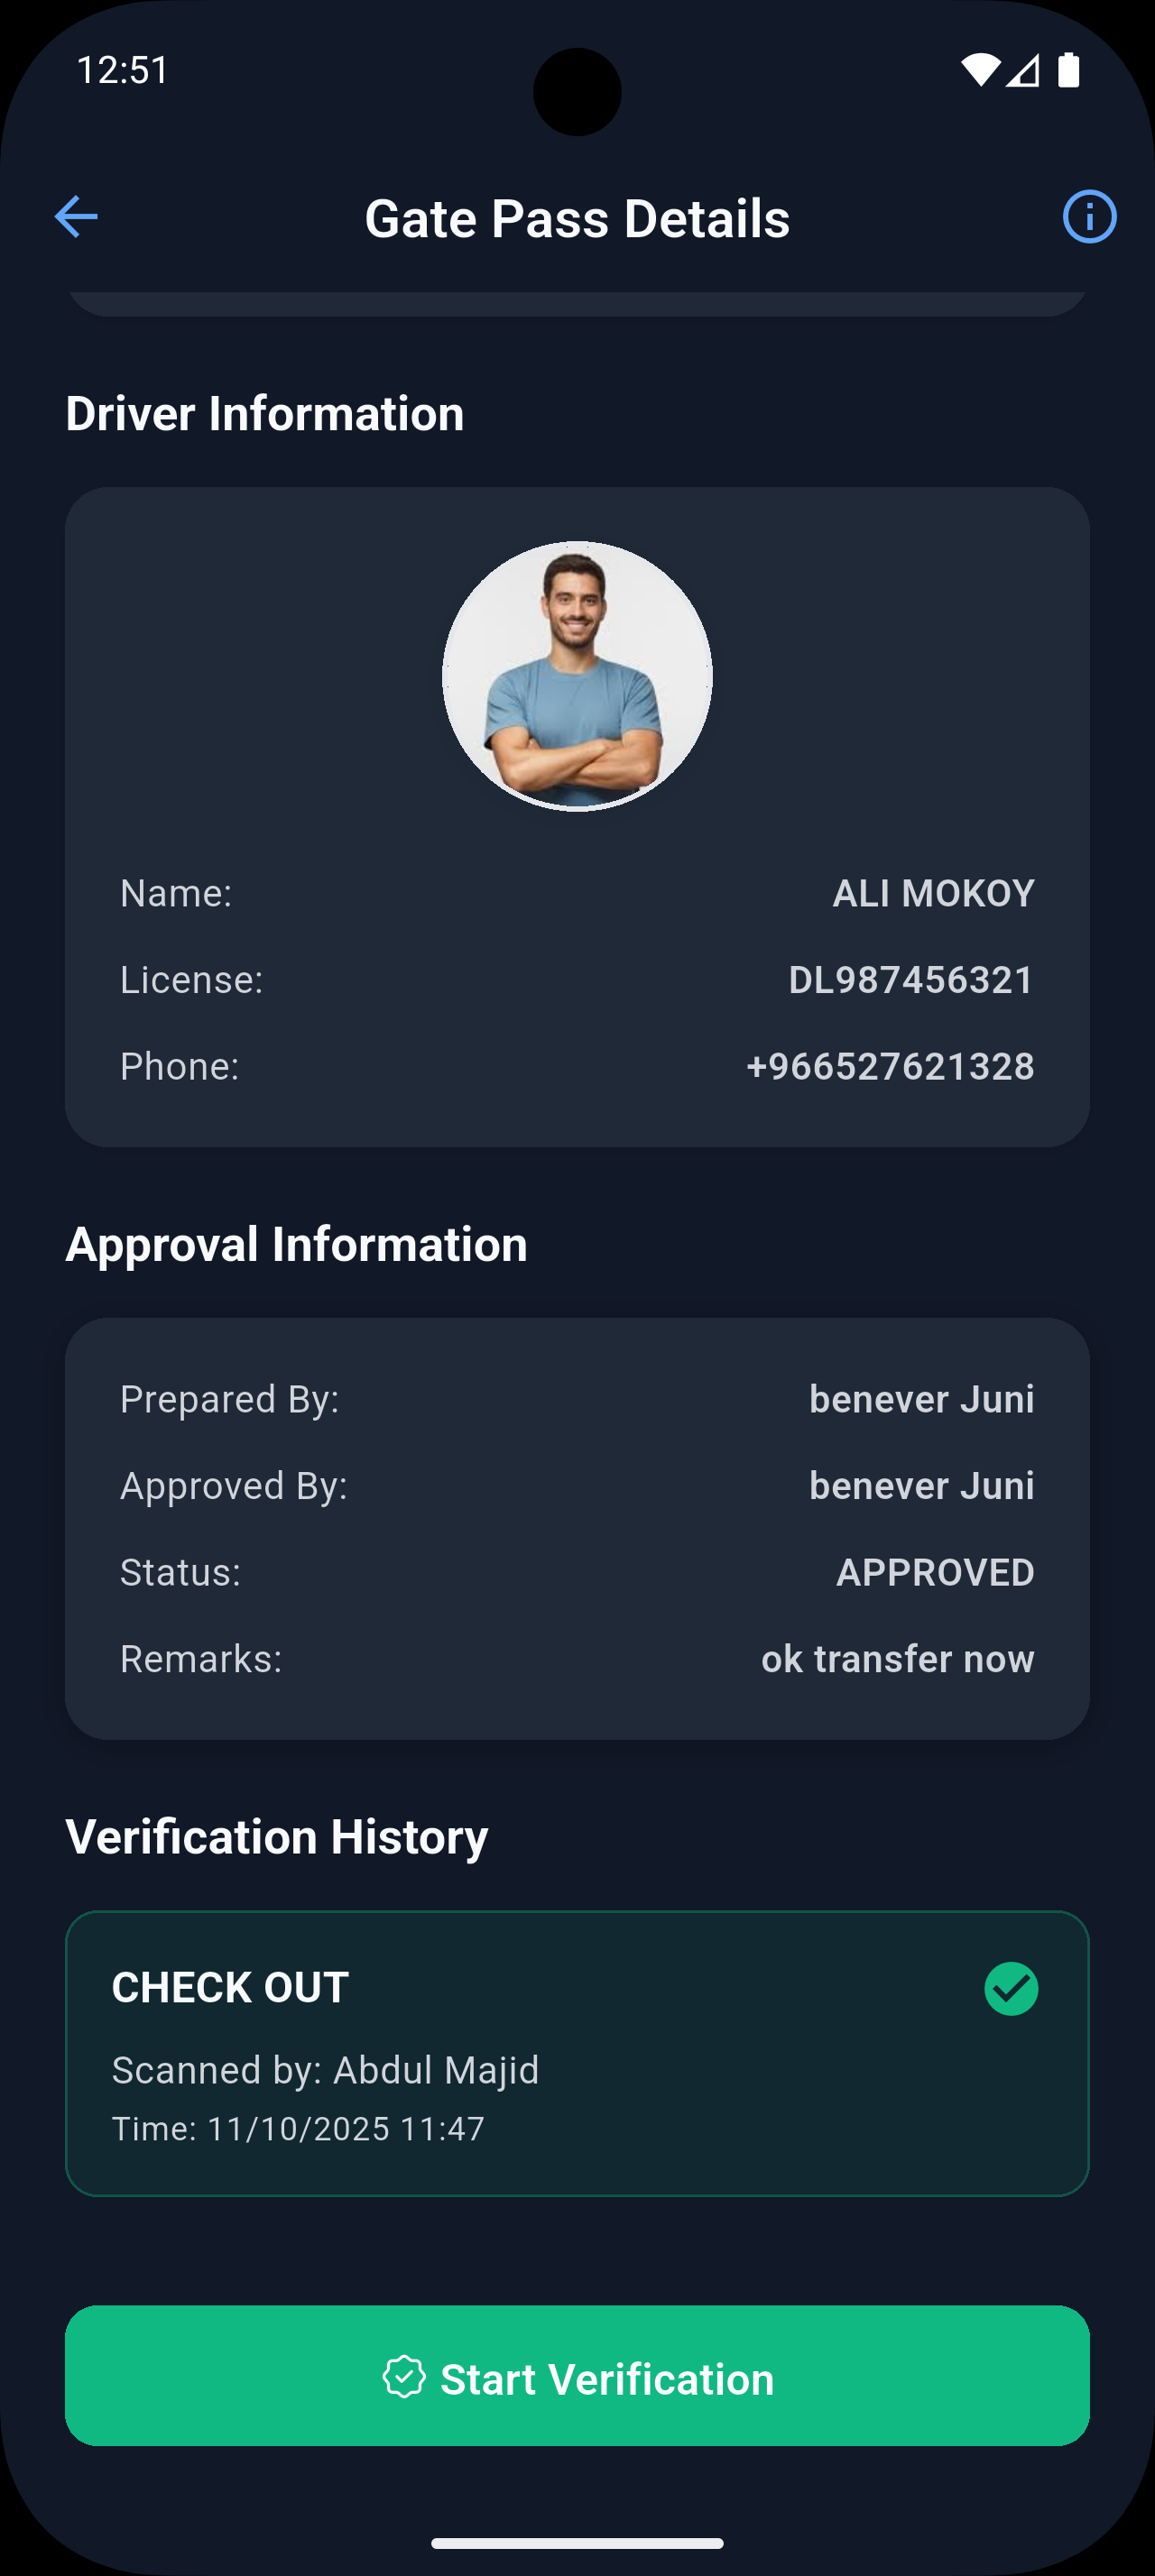 12:51
Gate Pass Details
Driver Information
Name: ALI MOKOY
License: DL987456321
Phone: +966527621328
Approval Information
Prepared By: benever Juni
Approved By: benever Juni
Status: APPROVED
Remarks: ok transfer now
Verification History
CHECK OUT
Scanned by: Abdul Majid
Time: 11/10/2025 11:47
Start Verification